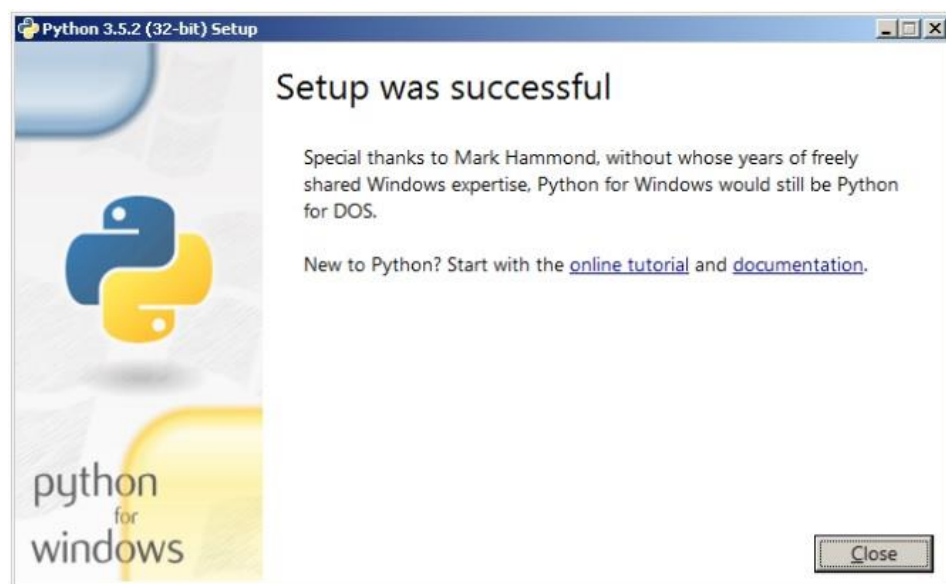 Python 3.5.2 (32-bit) Setup
Setup was successful
Special thanks to Mark Hammond, without whose years of freely
shared Windows expertise, Python for Windows would still be Python
for DOS.
New to Python? Start with the online tutorial and documentation.
python
for
windows
Close